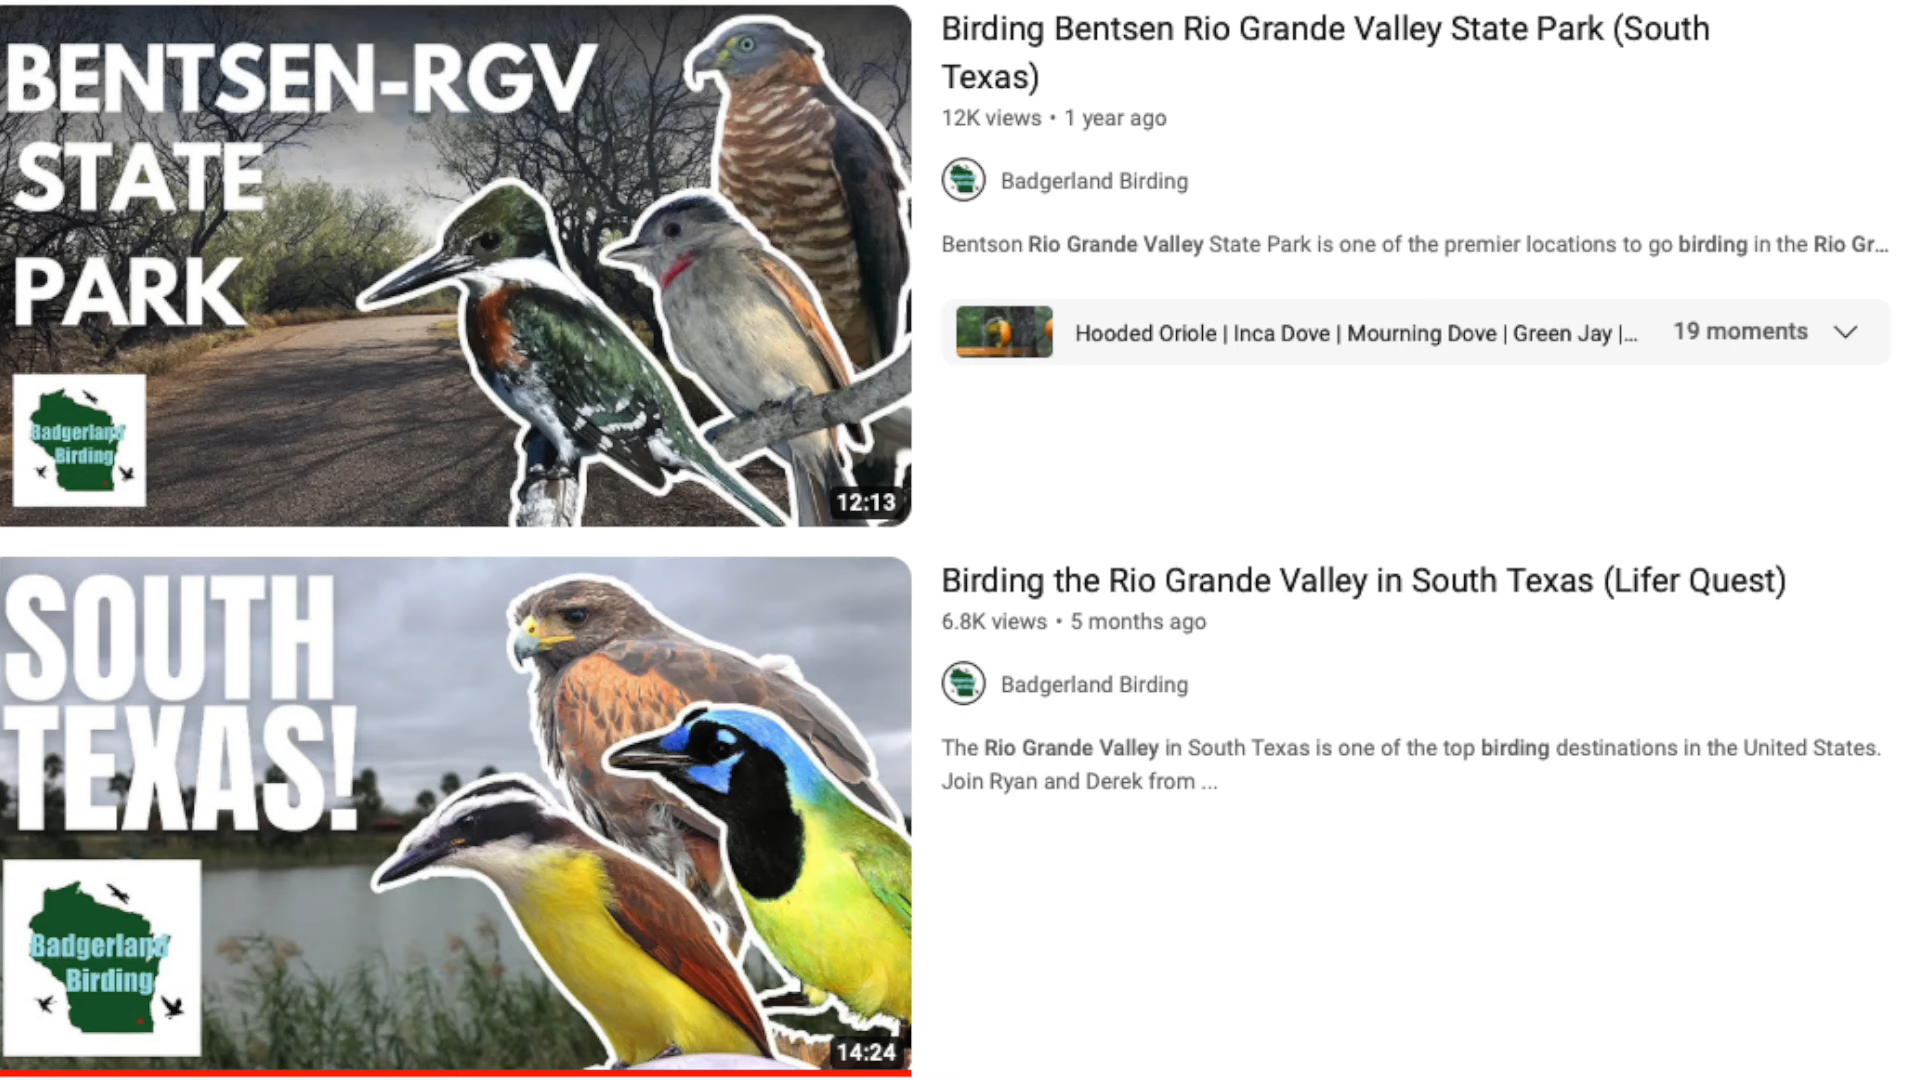 BENTSEN-RGV
STATE
PARK
Badgerland
Birding
12:13
Birding Bentsen Rio Grande Valley State Park (South
Texas)
12K views • 1 year ago
Badgerland Birding
Bentson Rio Grande Valley State Park is one of the premier locations to go birding in the Rio Gr...
Hooded Oriole | Inca Dove | Mourning Dove | Green Jay |...
19 moments
SOUTH
TEXAS!
Badgerland
Birding
14:24
Birding the Rio Grande Valley in South Texas (Lifer Quest)
6.8K views • 5 months ago
Badgerland Birding
The Rio Grande Valley in South Texas is one of the top birding destinations in the United States.
Join Ryan and Derek from ...